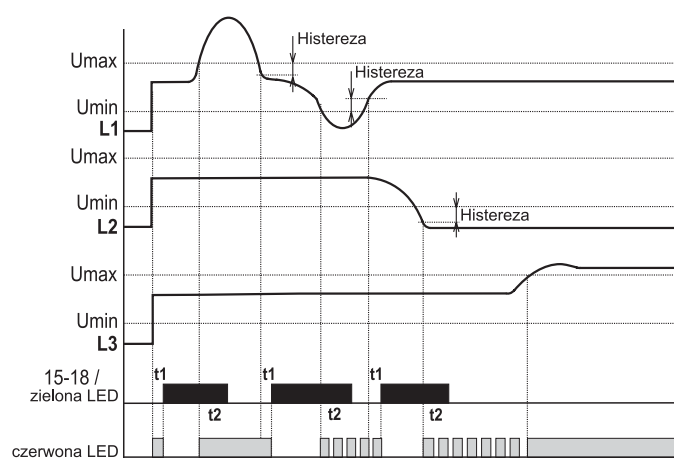 Histereza
Umax
Histereza
Umin
L1
Umax
Umin
Histereza
L2
Umax
Umin
L3
15-18 /
zielona LED
t1
t1
t1
t2
t2
t2
czerwona LED